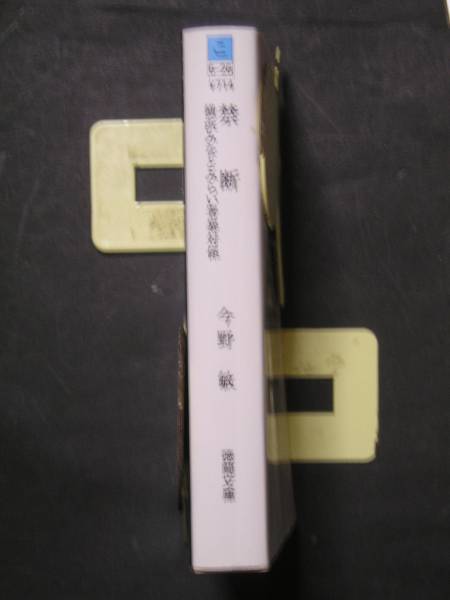 禁断
横浜みなとみらい署暴対係
今野敏
徳間文庫